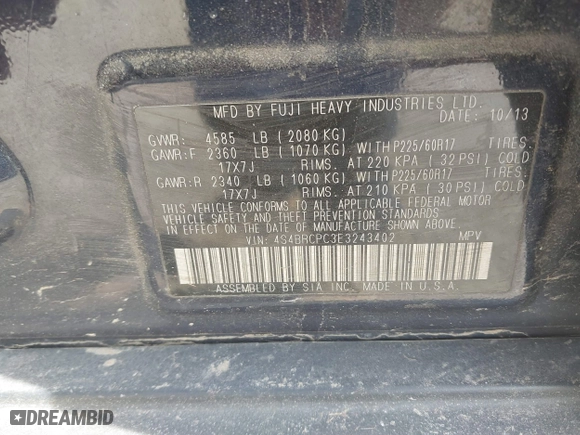 MFD BY FUJI HEAVY INDUSTRIES LTD.
DATE: 10/13
GVWR: 4585 LB (2080 KG)
GAWR:F 2360 LB (1070 KG) WITH P225/60R17 TIRES.
17X7J RIMS. AT 220 KPA (32 PSI) COLD
GAWR:R 2340 LB (1060 KG) WITH P225/60R17 TIRES.
17X7J RIMS. AT 210 KPA (30 PSI) COLD
THIS VEHICLE CONFORMS TO ALL APPLICABLE FEDERAL MOTOR
VEHICLE SAFETY AND THEFT PREVENTION STANDARDS IN
EFFECT ON THE DATE OF MANUFACTURE SHOWN ABOVE.
VIN: 4S4BRCPC3E3243402 MPV
ASSEMBLED BY SIA INC. MADE IN U.S.A.
DREAMBID